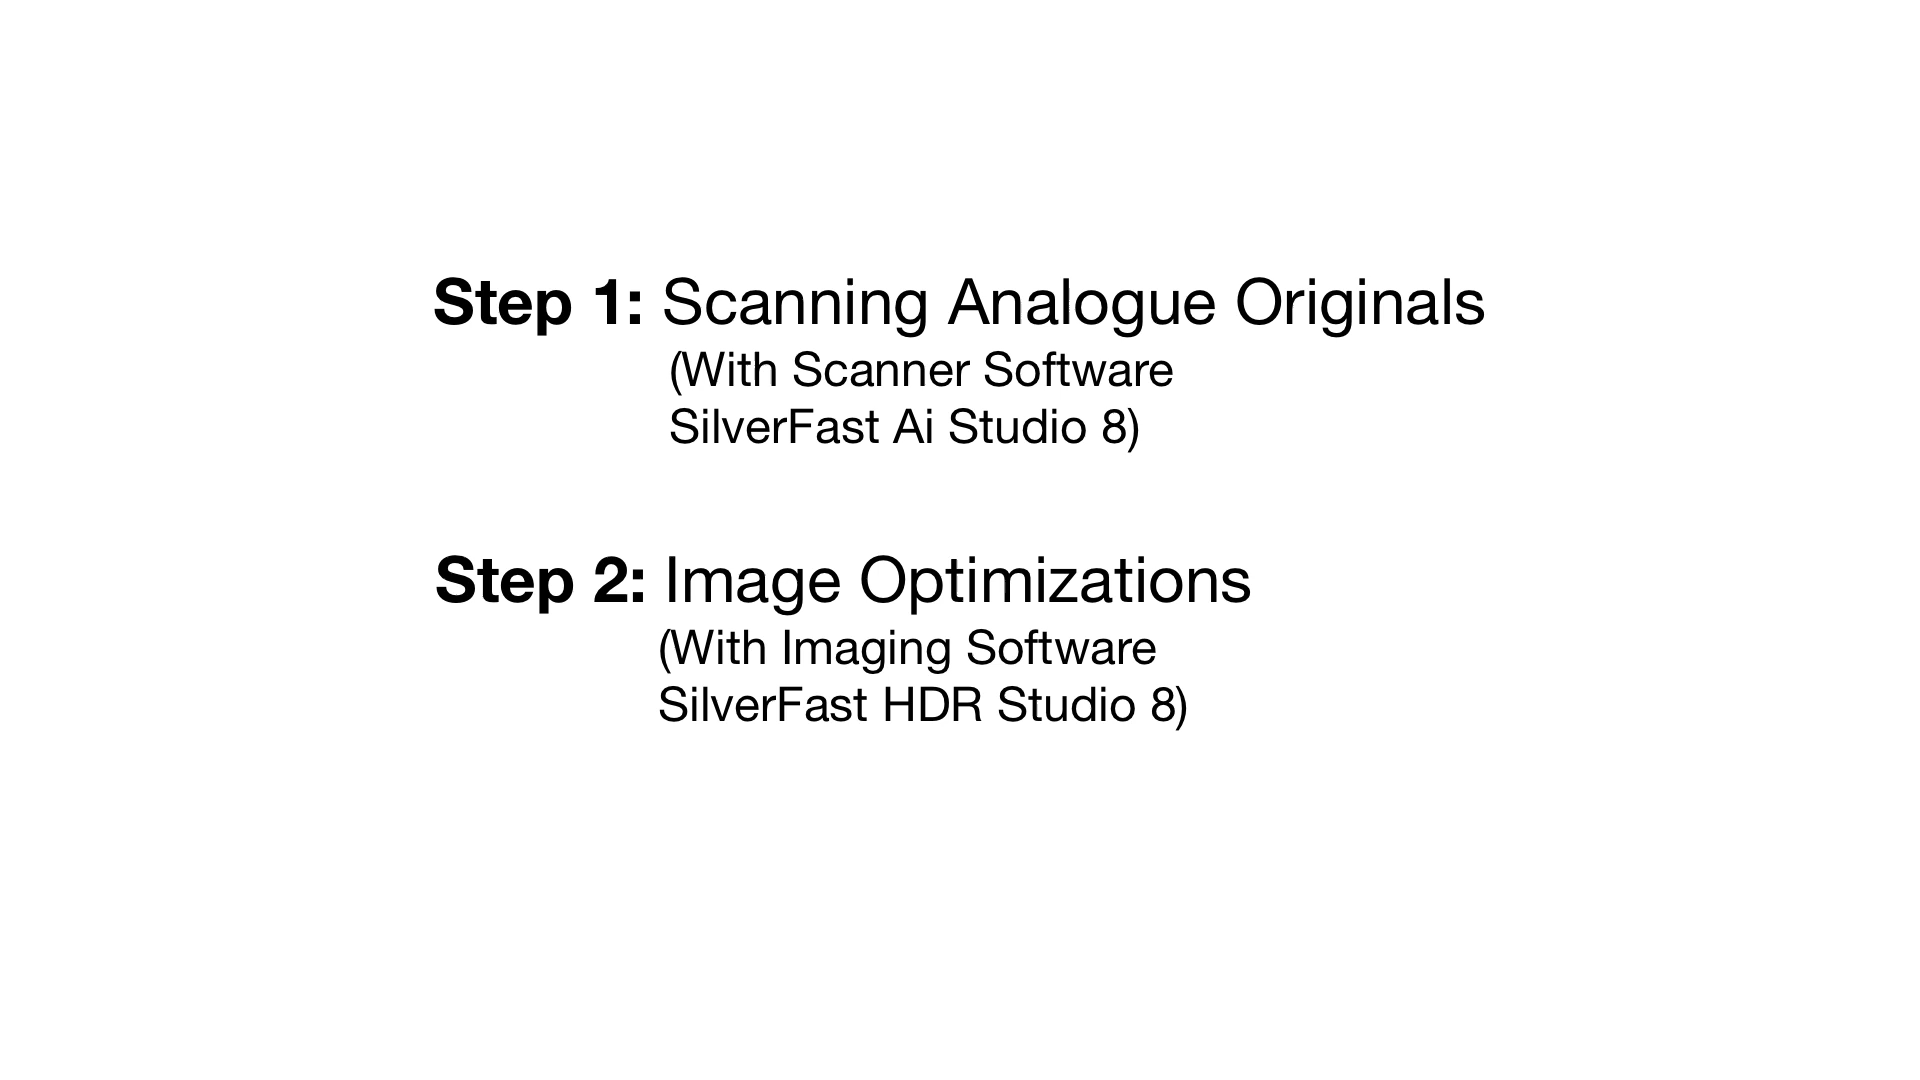 Step 1: Scanning Analogue Originals
(With Scanner Software
SilverFast Ai Studio 8)
Step 2: Image Optimizations
(With Imaging Software
SilverFast HDR Studio 8)